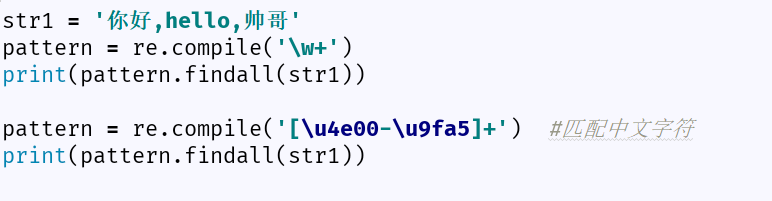 str1 = '你好,hello,帅哥'
pattern = re.compile('\w+')
print(pattern.findall(str1))
pattern = re.compile('[\u4e00-\u9fa5]+')  #匹配中文字符
print(pattern.findall(str1))